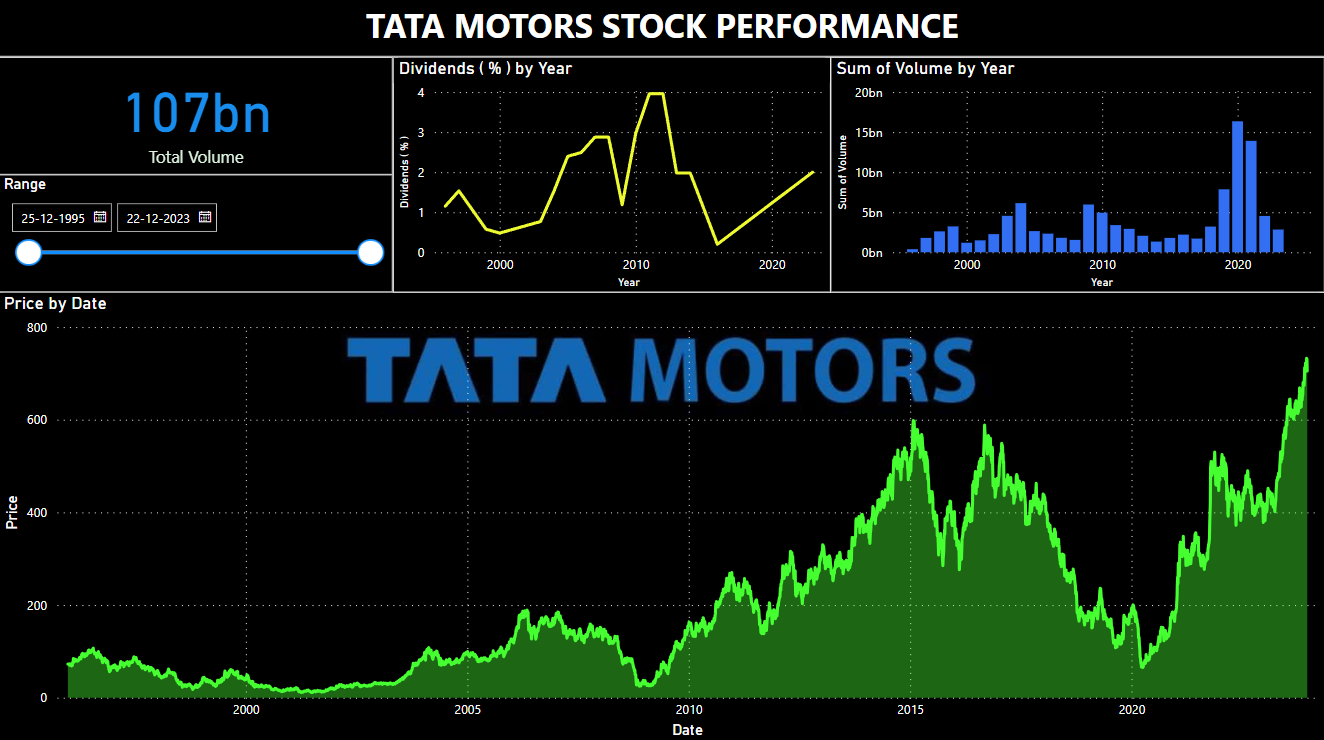 TATA MOTORS STOCK PERFORMANCE
107bn
Total Volume
Range
25-12-1995
22-12-2023
Dividends ( % ) by Year
Dividends ( % )
4
3
2
1
0
2000 2010 2020
Year
Sum of Volume by Year
Sum of Volume
20bn
15bn
10bn
5bn
0bn
2000 2010 2020
Year
Price by Date
TATA MOTORS
Price
800
600
400
200
0
2000 2005 2010 2015 2020
Date